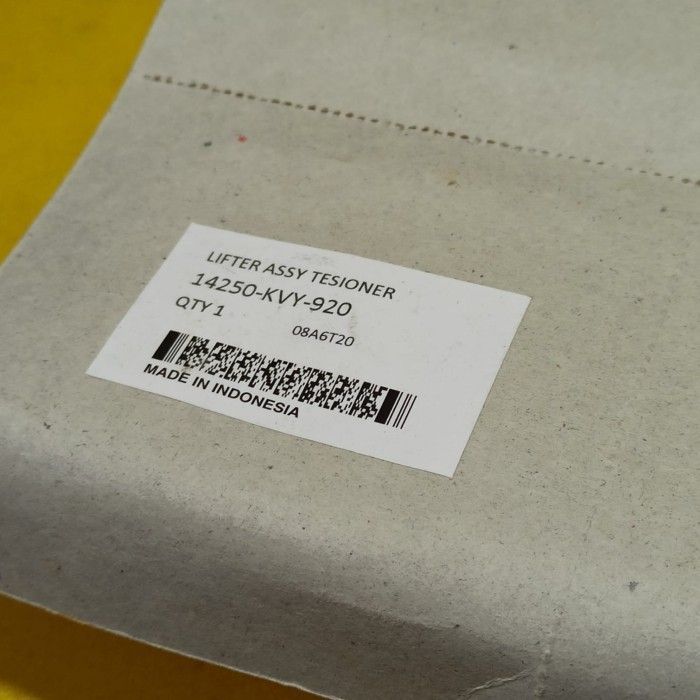 LIFTER ASSY TESIONER
14250-KVY-920
QTY 1
08A6T20
MADE IN INDONESIA